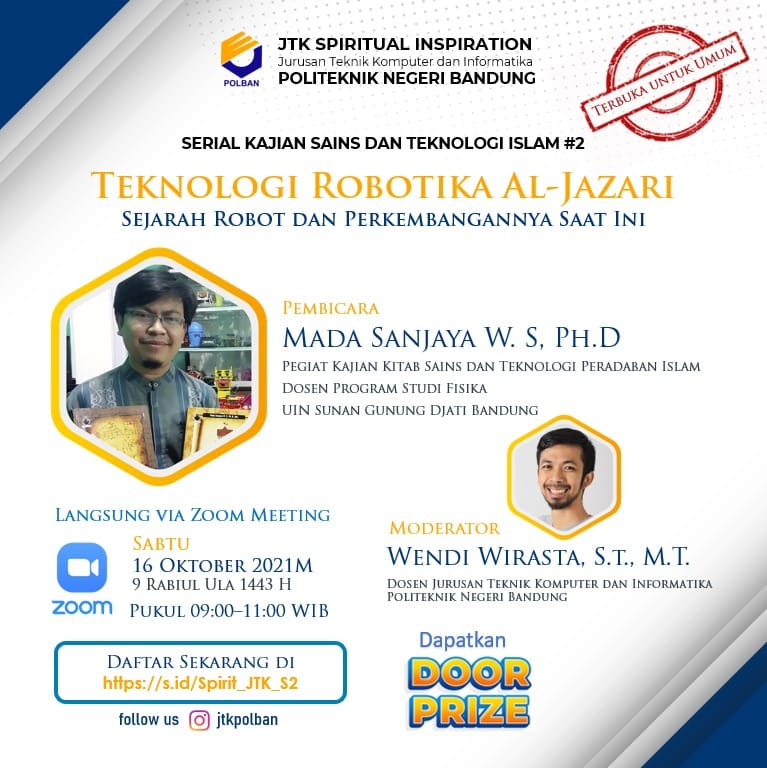 POLBAN
JTK SPIRITUAL INSPIRATION
Jurusan Teknik Komputer dan Informatika
POLITEKNIK NEGERI BANDUNG
TERBUKA UNTUK UMUM
SERIAL KAJIAN SAINS DAN TEKNOLOGI ISLAM #2
TEKNOLOGI ROBOTIKA AL-JAZARI
SEJARAH ROBOT DAN PERKEMBANGANNYA SAAT INI
PEMBICARA
MADA SANJAYA W. S, PH.D
PEGIAT KAJIAN KITAB SAINS DAN TEKNOLOGI PERADABAN ISLAM
DOSEN PROGRAM STUDI FISIKA
UIN SUNAN GUNUNG DJATI BANDUNG
LANGSUNG VIA ZOOM MEETING
zoom
SABTU
16 OKTOBER 2021M
9 RABIUL ULA 1443 H
PUKUL 09:00–11:00 WIB
MODERATOR
WENDI WIRASTA, S.T., M.T.
DOSEN JURUSAN TEKNIK KOMPUTER DAN INFORMATIKA
POLITEKNIK NEGERI BANDUNG
DAFTAR SEKARANG DI
https://s.id/Spirit_JTK_S2
follow us jtkpolban
Dapatkan
DOOR
PRIZE